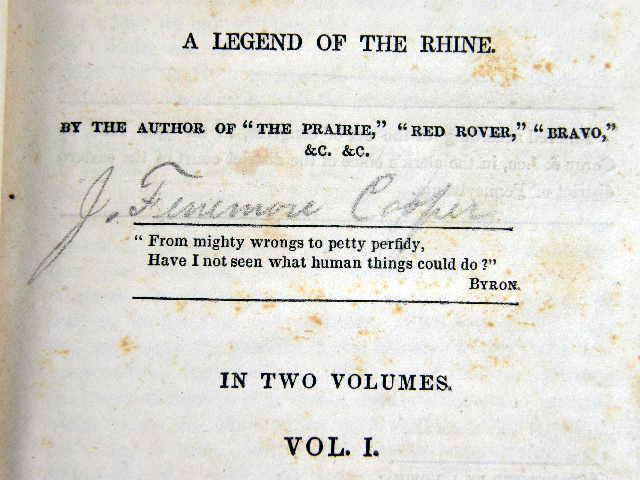 A LEGEND OF THE RHINE.
BY THE AUTHOR OF "THE PRAIRIE," "RED ROVER," "BRAVO,"
&C. &C.
J. Fenemore Cooper
"From mighty wrongs to petty perfidy,
Have I not seen what human things could do?"
BYRON.
IN TWO VOLUMES.
VOL. I.